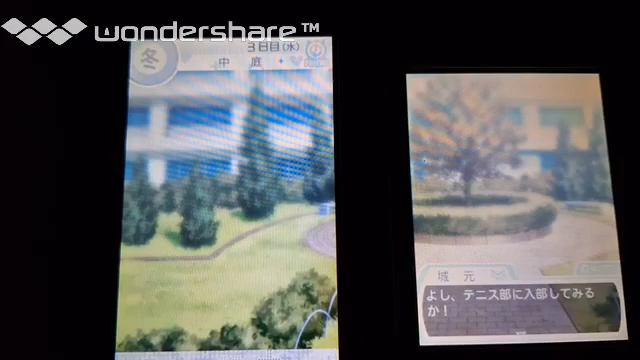 wondershare™
冬
3日目(水)
中庭
城元
よし、テニス部に入部してみる
か!